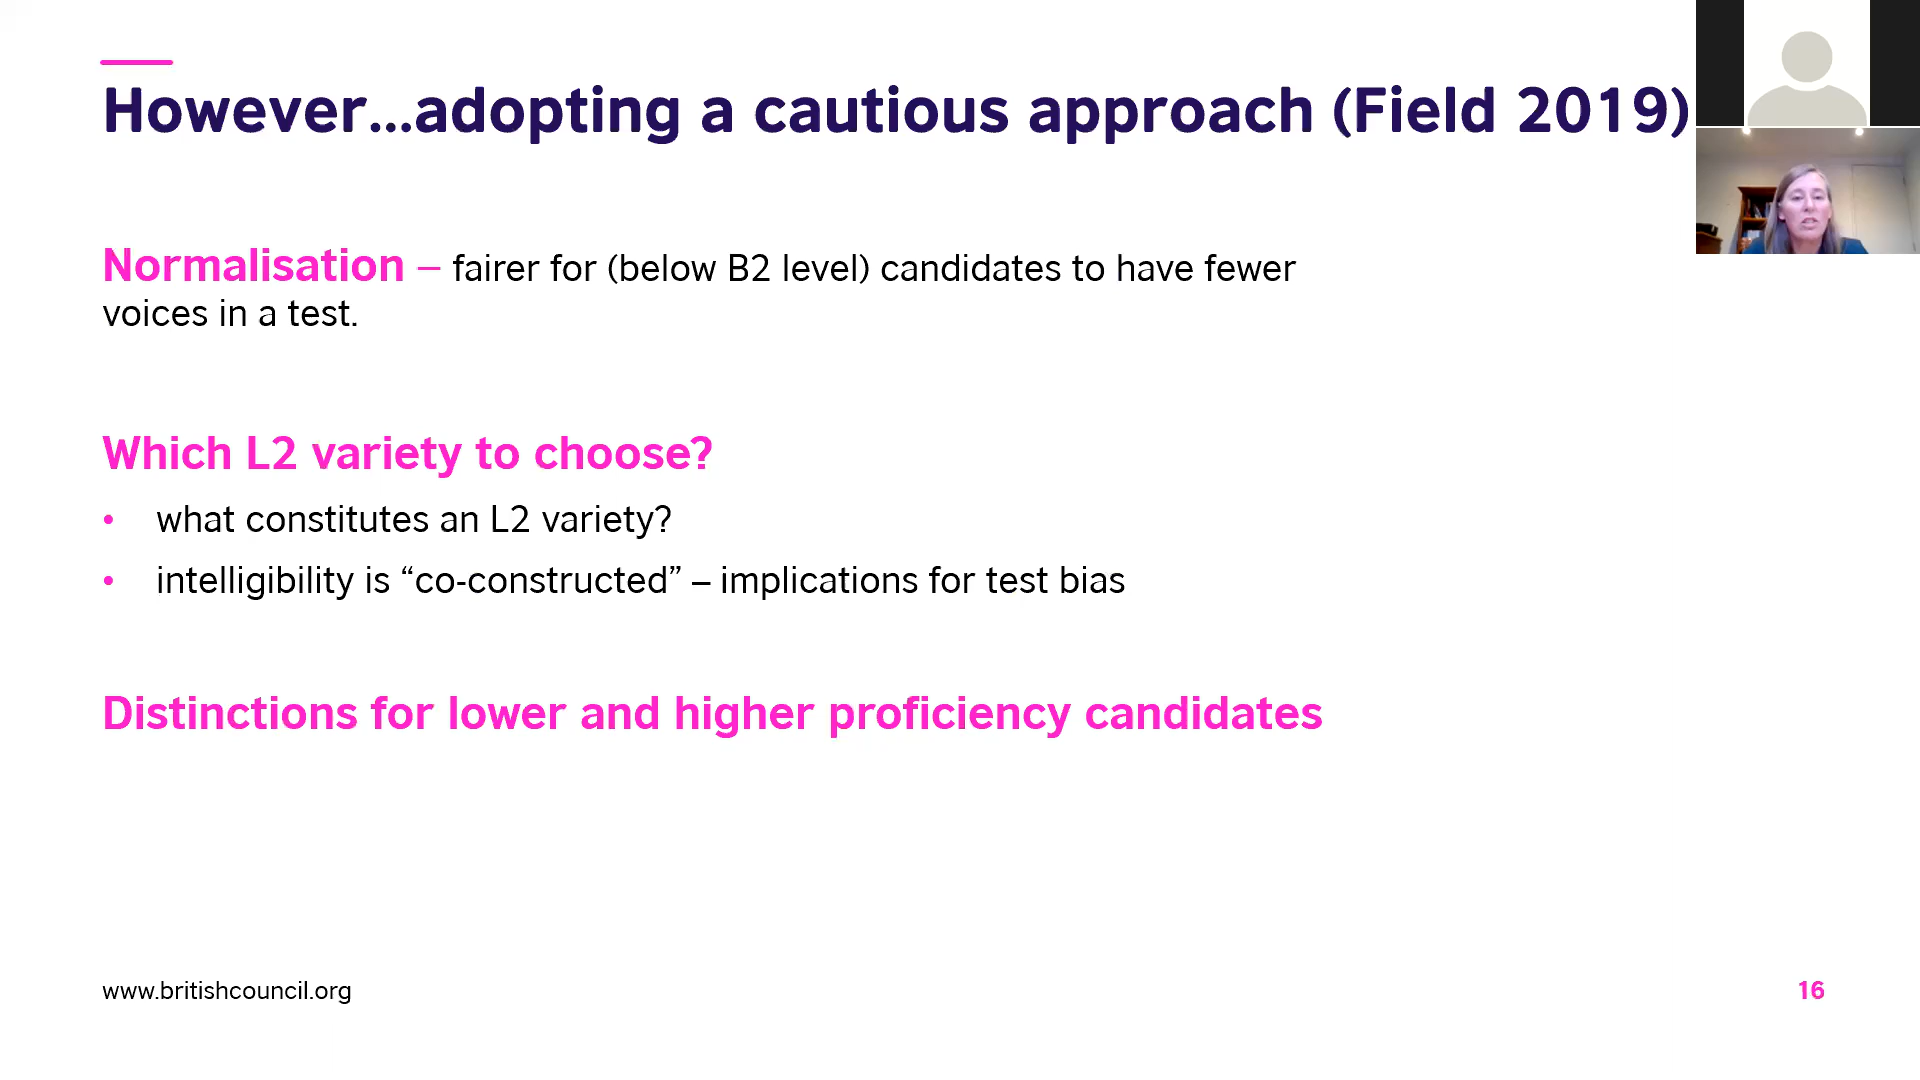 However...adopting a cautious approach (Field 2019)
Normalisation – fairer for (below B2 level) candidates to have fewer
voices in a test.
Which L2 variety to choose?
• what constitutes an L2 variety?
• intelligibility is “co-constructed” – implications for test bias
Distinctions for lower and higher proficiency candidates
www.britishcouncil.org
16